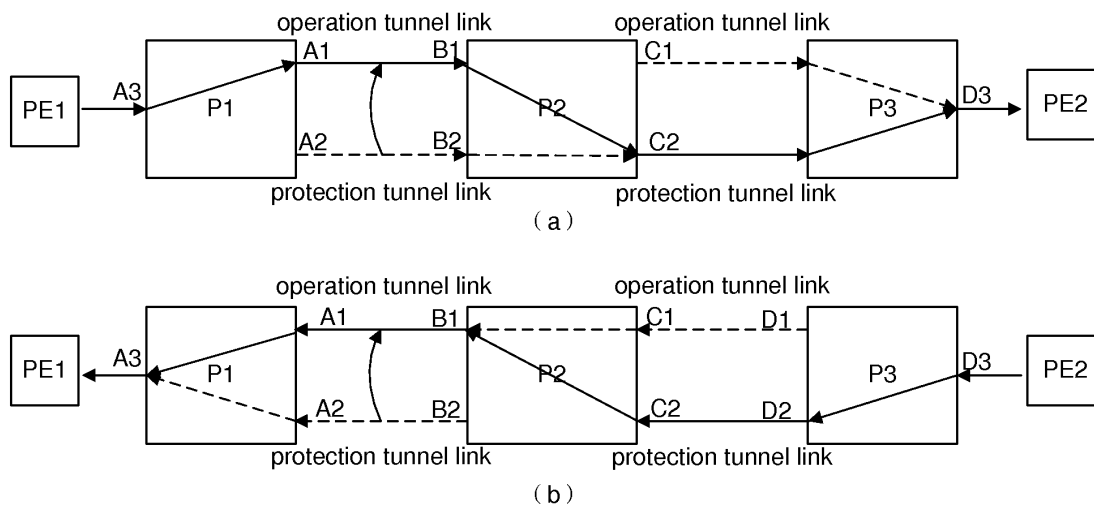 operation tunnel link operation tunnel link
A1 B1 C1
PE1 A3 P1 P2 P3 D3 PE2
A2 B2 C2
protection tunnel link protection tunnel link
(a)
operation tunnel link operation tunnel link
A1 B1 C1 D1
PE1 A3 P1 P2 P3 D3 PE2
A2 B2 C2 D2
protection tunnel link protection tunnel link
(b)